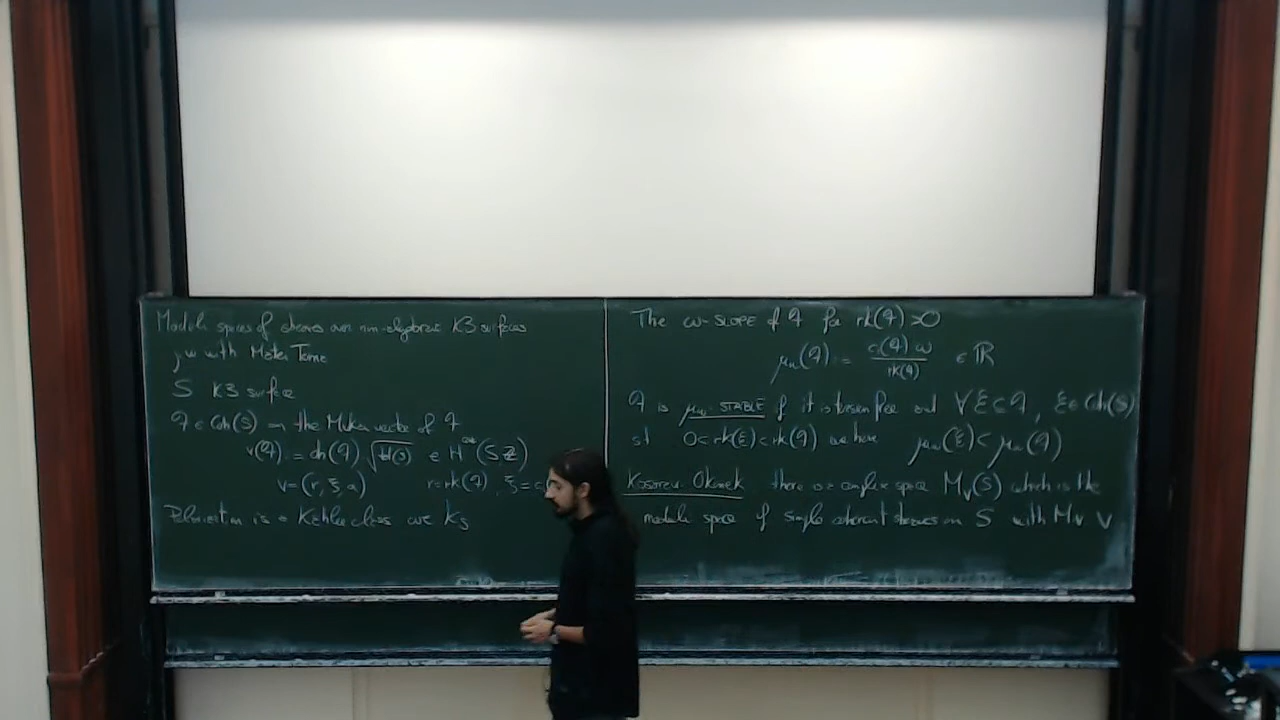 Moduli spaces of sheaves over non-algebraic K3 surfaces
jw with Matei Toma
S K3 surface
F ∈ Coh(S) on the Mukai vector of F
v(F) := ch(F) √td(S) ∈ H^{2*}(S,Z)
v = (r, ξ, a) r = rk(F), ξ = c
Polarisation is a Kähler class ω ∈ K_S
The ω-SLOPE of F for rk(F) > 0
μ_ω(F) := c₁(F)·ω / rk(F) ∈ ℝ
F is μ_ω-STABLE if it is torsion free and ∀ E ⊂ F, E ∈ Coh(S)
st 0 < rk(E) < rk(F) we have μ_ω(E) < μ_ω(F)
Kosarew-Okonek there is a complex space M_v(S) which is the
moduli space of simple coherent sheaves on S with Mv v